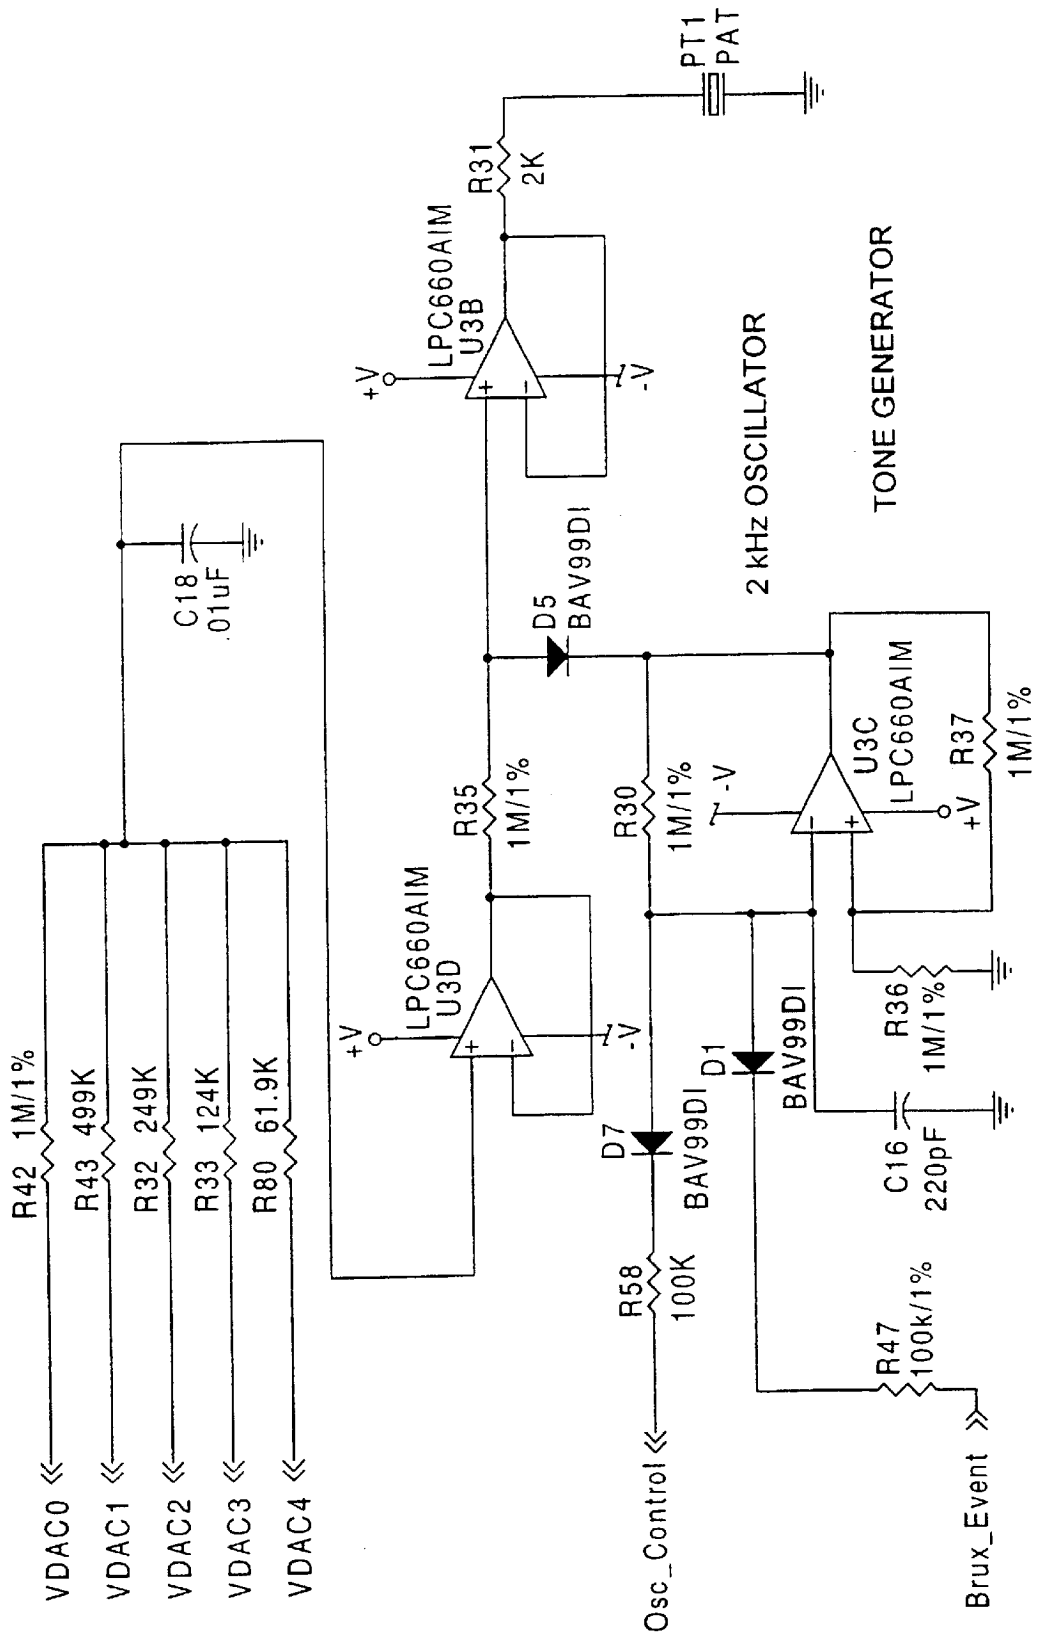 VDAC0
VDAC1
VDAC2
VDAC3
VDAC4
R42 1M/1%
R43 499K
R32 249K
R33 124K
R80 61.9K
C18
.01uF
+V
LPC660AIM
U3D
+
−
-V
R35
1M/1%
+V
LPC660AIM
U3B
+
−
-V
R31
2K
PT1
PAT
D5
BAV99DI
Osc_Control
R58
100K
D7
BAV99DI
R30
1M/1%
D1
BAV99DI
Brux_Event
R47
100k/1%
C16
220pF
R36
1M/1%
-V
−
+
+V
U3C
LPC660AIM
R37
1M/1%
2 kHz OSCILLATOR
TONE GENERATOR